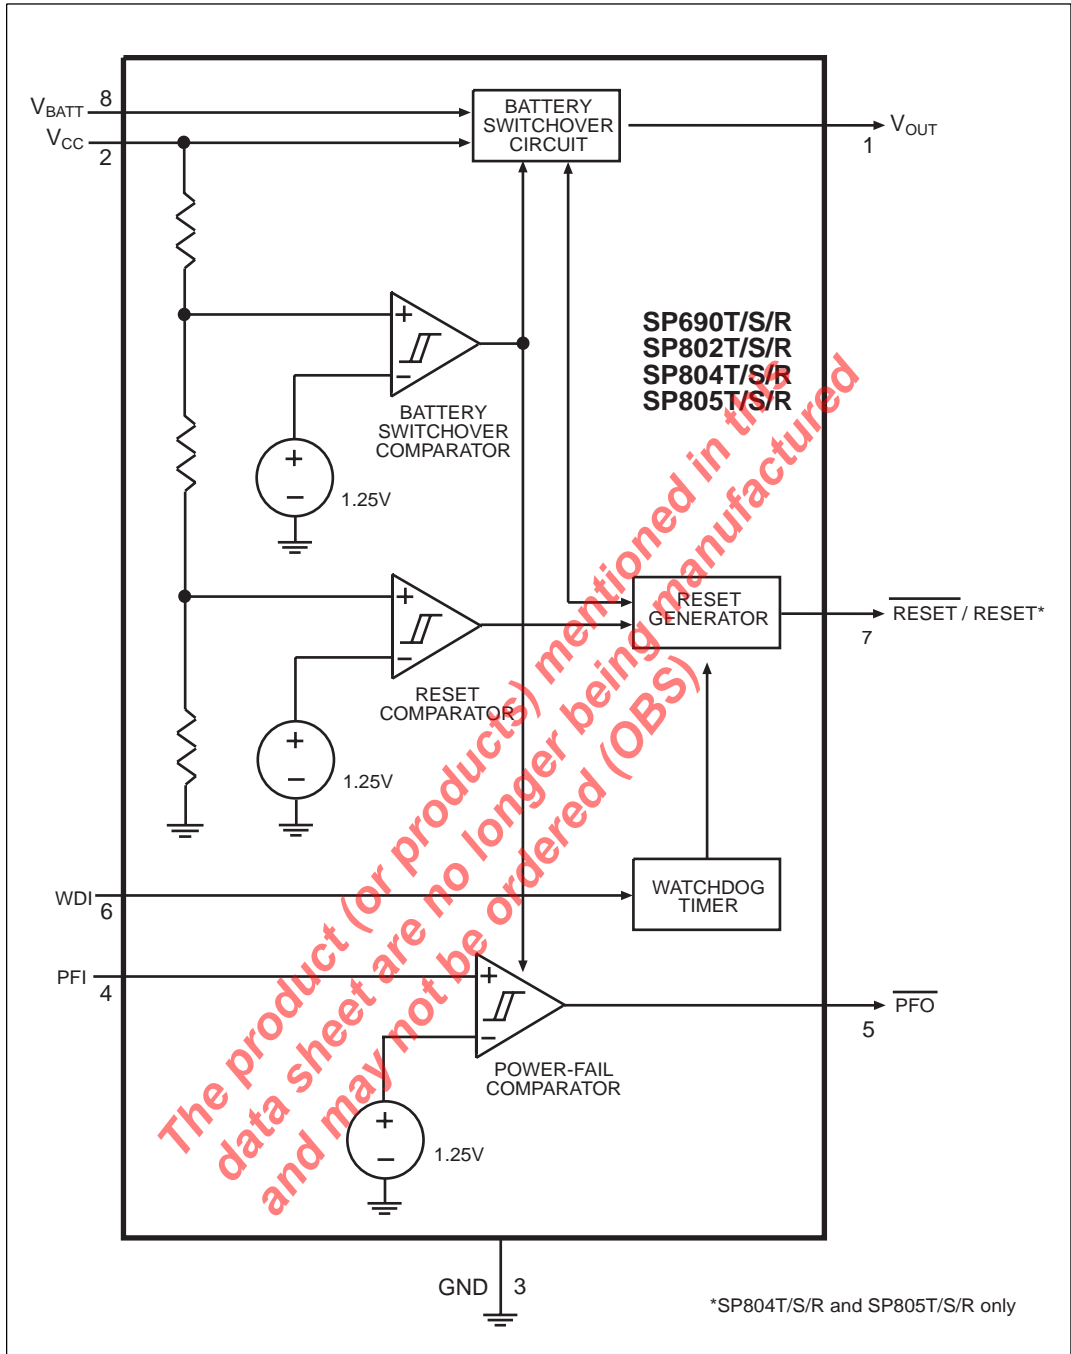 V_BATT 8
V_CC 2
BATTERY
SWITCHOVER
CIRCUIT
V_OUT
1
SP690T/S/R
SP802T/S/R
SP804T/S/R
SP805T/S/R
+
−
BATTERY
SWITCHOVER
COMPARATOR
+
−
1.25V
+
−
RESET
COMPARATOR
+
−
1.25V
RESET
GENERATOR
RESET / RESET*
7
WDI
6
WATCHDOG
TIMER
PFI
4
+
−
POWER-FAIL
COMPARATOR
+
−
1.25V
PFO
5
GND 3
*SP804T/S/R and SP805T/S/R only
The product (or products) mentioned in this
data sheet are no longer being manufactured
and may not be ordered (OBS)